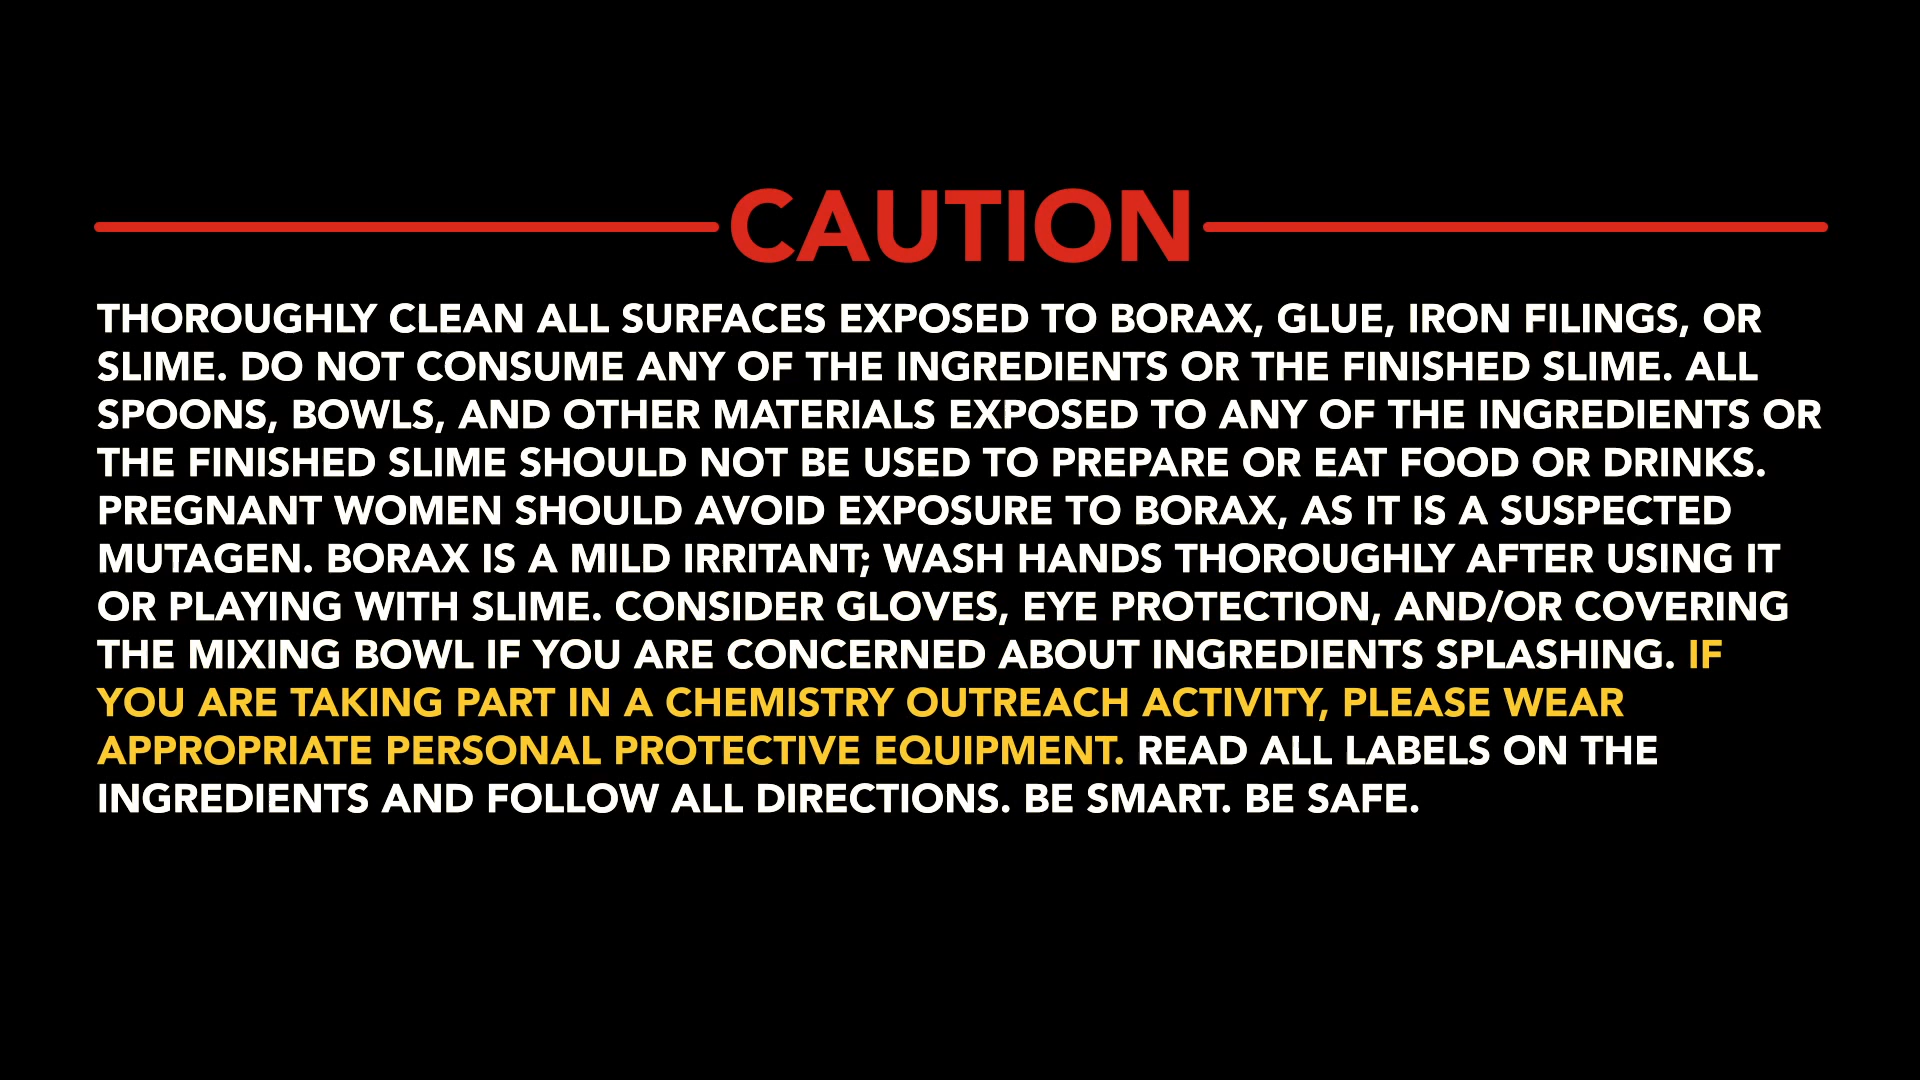 CAUTION
THOROUGHLY CLEAN ALL SURFACES EXPOSED TO BORAX, GLUE, IRON FILINGS, OR
SLIME. DO NOT CONSUME ANY OF THE INGREDIENTS OR THE FINISHED SLIME. ALL
SPOONS, BOWLS, AND OTHER MATERIALS EXPOSED TO ANY OF THE INGREDIENTS OR
THE FINISHED SLIME SHOULD NOT BE USED TO PREPARE OR EAT FOOD OR DRINKS.
PREGNANT WOMEN SHOULD AVOID EXPOSURE TO BORAX, AS IT IS A SUSPECTED
MUTAGEN. BORAX IS A MILD IRRITANT; WASH HANDS THOROUGHLY AFTER USING IT
OR PLAYING WITH SLIME. CONSIDER GLOVES, EYE PROTECTION, AND/OR COVERING
THE MIXING BOWL IF YOU ARE CONCERNED ABOUT INGREDIENTS SPLASHING. IF
YOU ARE TAKING PART IN A CHEMISTRY OUTREACH ACTIVITY, PLEASE WEAR
APPROPRIATE PERSONAL PROTECTIVE EQUIPMENT. READ ALL LABELS ON THE
INGREDIENTS AND FOLLOW ALL DIRECTIONS. BE SMART. BE SAFE.